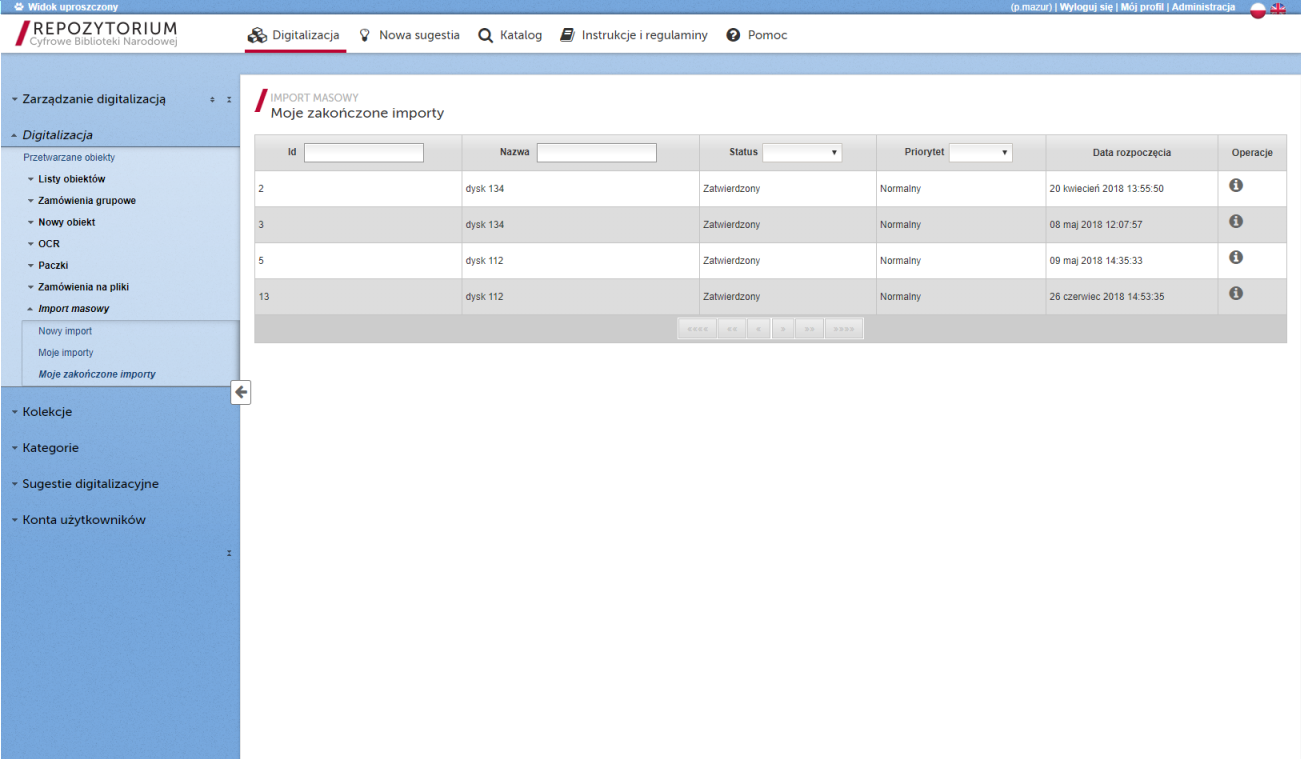 Widok uproszczony
(p.mazur) | Wyloguj się | Mój profil | Administracja
REPOZYTORIUM
Cyfrowe Biblioteki Narodowej
Digitalizacja Nowa sugestia Katalog Instrukcje i regulaminy Pomoc
Zarządzanie digitalizacją
Digitalizacja
Przetwarzane obiekty
Listy obiektów
Zamówienia grupowe
Nowy obiekt
OCR
Paczki
Zamówienia na pliki
Import masowy
Nowy import
Moje importy
Moje zakończone importy
Kolekcje
Kategorie
Sugestie digitalizacyjne
Konta użytkowników
IMPORT MASOWY
Moje zakończone importy
Id Nazwa Status Priorytet Data rozpoczęcia Operacje
2 dysk 134 Zatwierdzony Normalny 20 kwiecień 2018 13:55:50
3 dysk 134 Zatwierdzony Normalny 08 maj 2018 12:07:57
5 dysk 112 Zatwierdzony Normalny 09 maj 2018 14:35:33
13 dysk 112 Zatwierdzony Normalny 26 czerwiec 2018 14:53:35
«««« «« « » »» »»»»